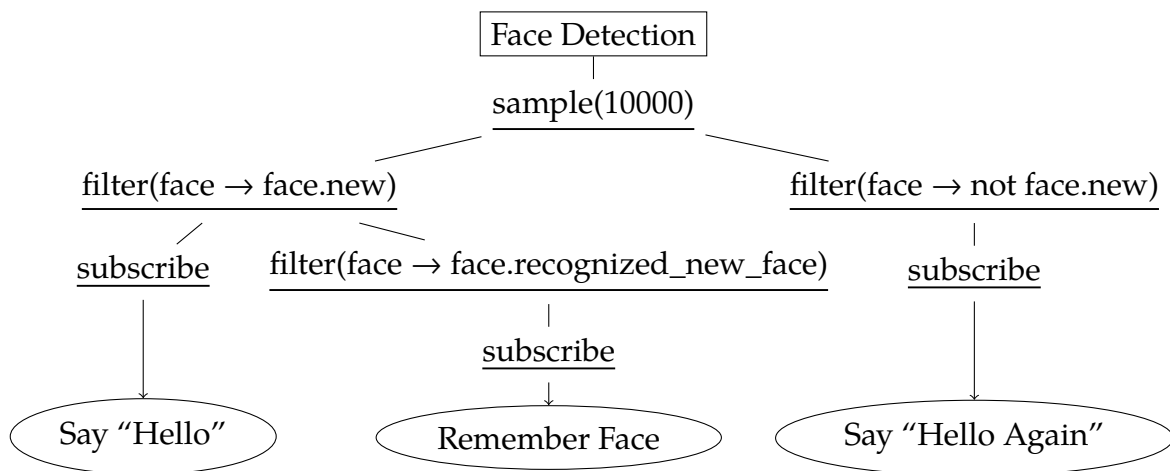 Face Detection
sample(10000)
filter(face → face.new)
filter(face → not face.new)
subscribe
filter(face → face.recognized_new_face)
subscribe
subscribe
Say “Hello”
Remember Face
Say “Hello Again”